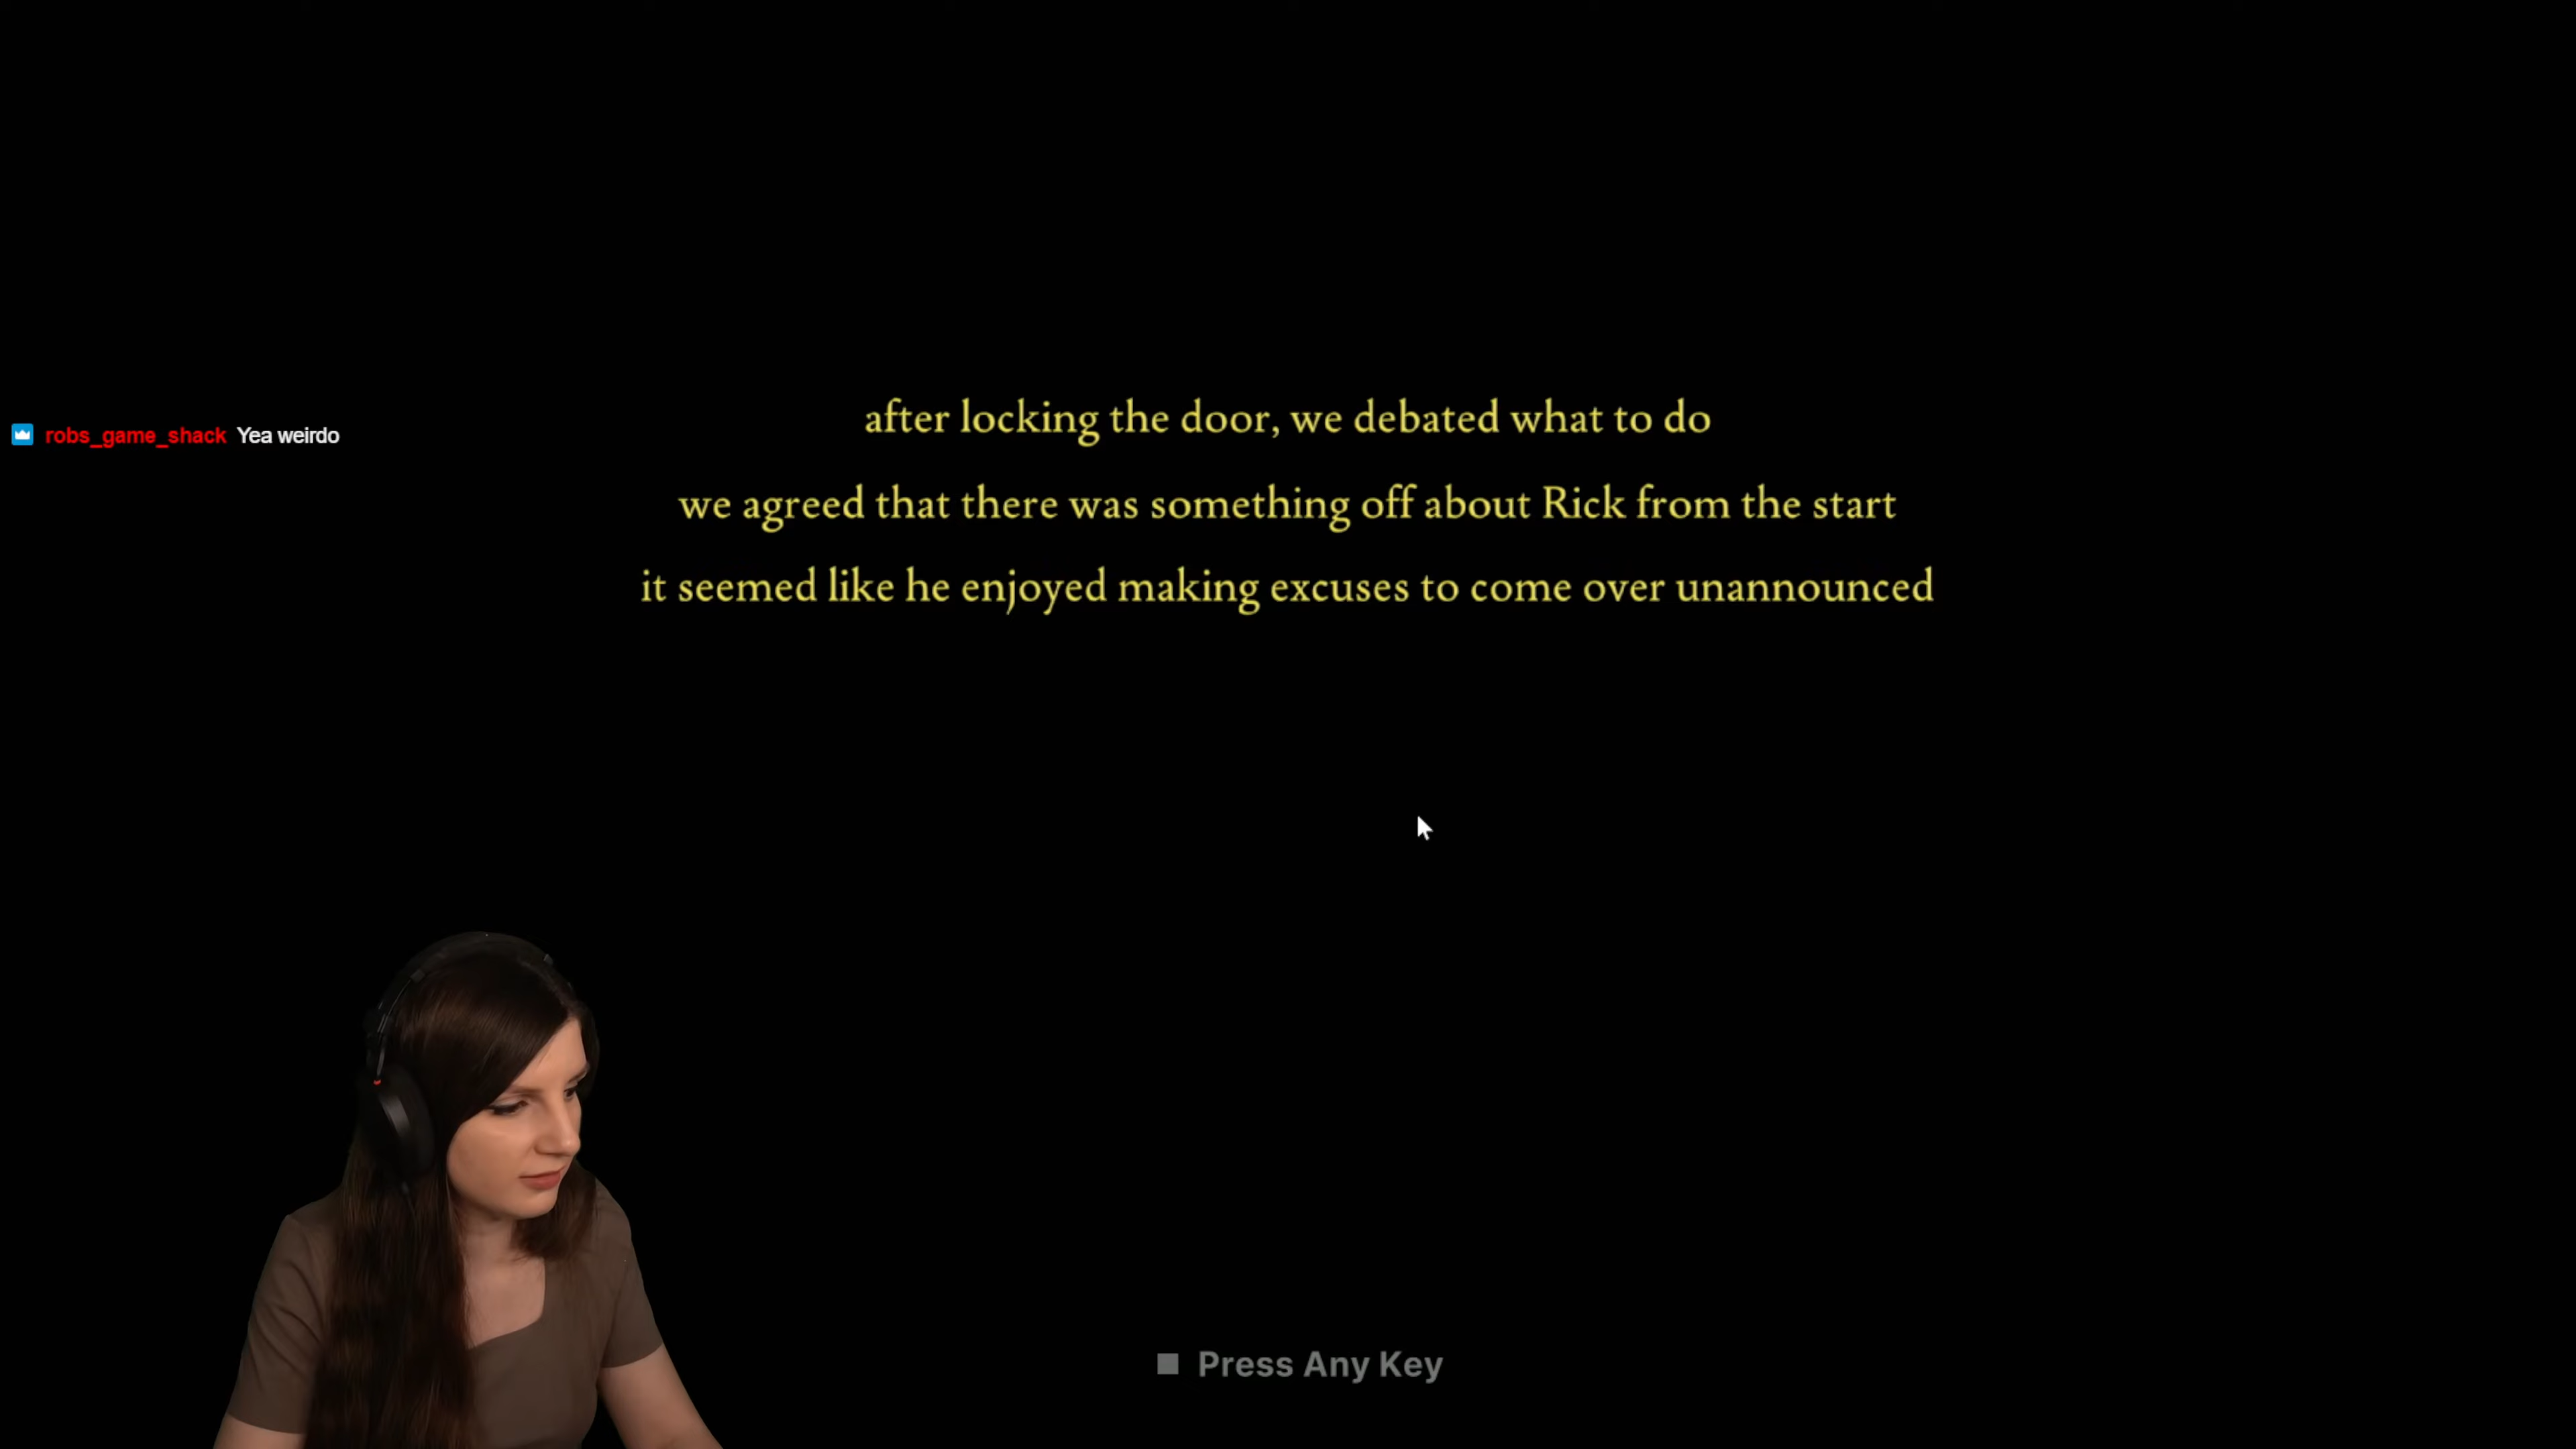 after locking the door, we debated what to do
robs_game_shack Yea weirdo
we agreed that there was something off about Rick from the start
it seemed like he enjoyed making excuses to come over unannounced
Press Any Key